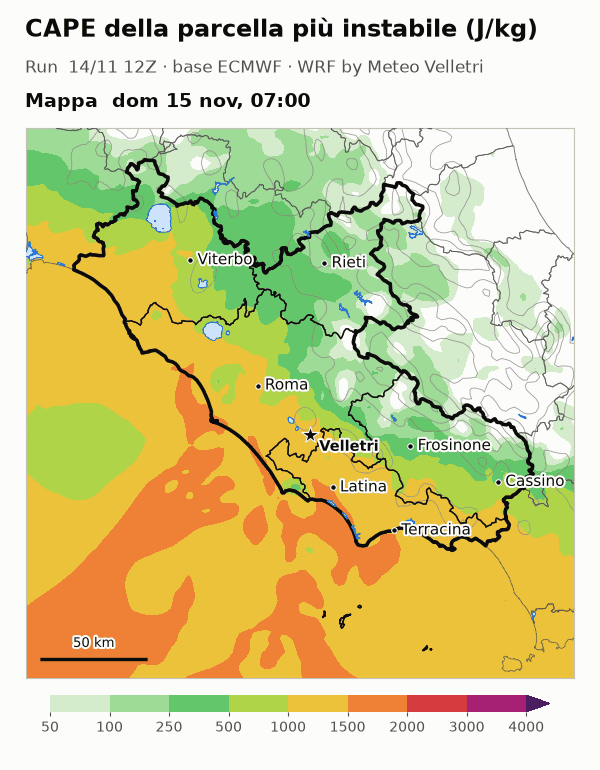 CAPE della parcella più instabile (J/kg)
Run 14/11 12Z · base ECMWF · WRF by Meteo Velletri
Mappa dom 15 nov, 07:00
Viterbo
Rieti
Roma
Velletri
Frosinone
Cassino
Latina
Terracina
50 km
50 100 250 500 1000 1500 2000 3000 4000